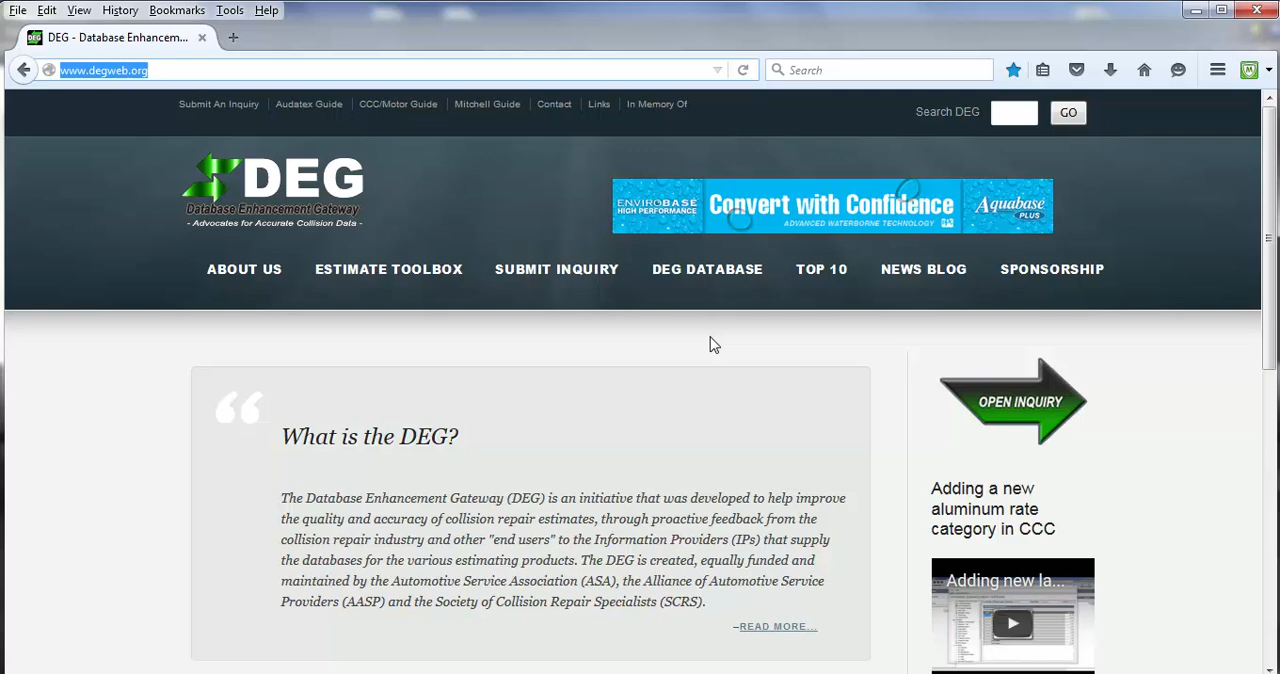 File Edit View History Bookmarks Tools Help
DEG - Database Enhancem...
www.degweb.org
Search
Submit An Inquiry Audatex Guide CCC/Motor Guide Mitchell Guide Contact Links In Memory Of
Search DEG GO
DEG
Database Enhancement Gateway
- Advocates for Accurate Collision Data -
ENVIROBASE
HIGH PERFORMANCE
Convert with Confidence
ADVANCED WATERBORNE TECHNOLOGY
Aquabase
PLUS
ABOUT US ESTIMATE TOOLBOX SUBMIT INQUIRY DEG DATABASE TOP 10 NEWS BLOG SPONSORSHIP
“
What is the DEG?
The Database Enhancement Gateway (DEG) is an initiative that was developed to help improve
the quality and accuracy of collision repair estimates, through proactive feedback from the
collision repair industry and other "end users" to the Information Providers (IPs) that supply
the databases for the various estimating products. The DEG is created, equally funded and
maintained by the Automotive Service Association (ASA), the Alliance of Automotive Service
Providers (AASP) and the Society of Collision Repair Specialists (SCRS).
–READ MORE...
OPEN INQUIRY
Adding a new
aluminum rate
category in CCC
Adding new la...